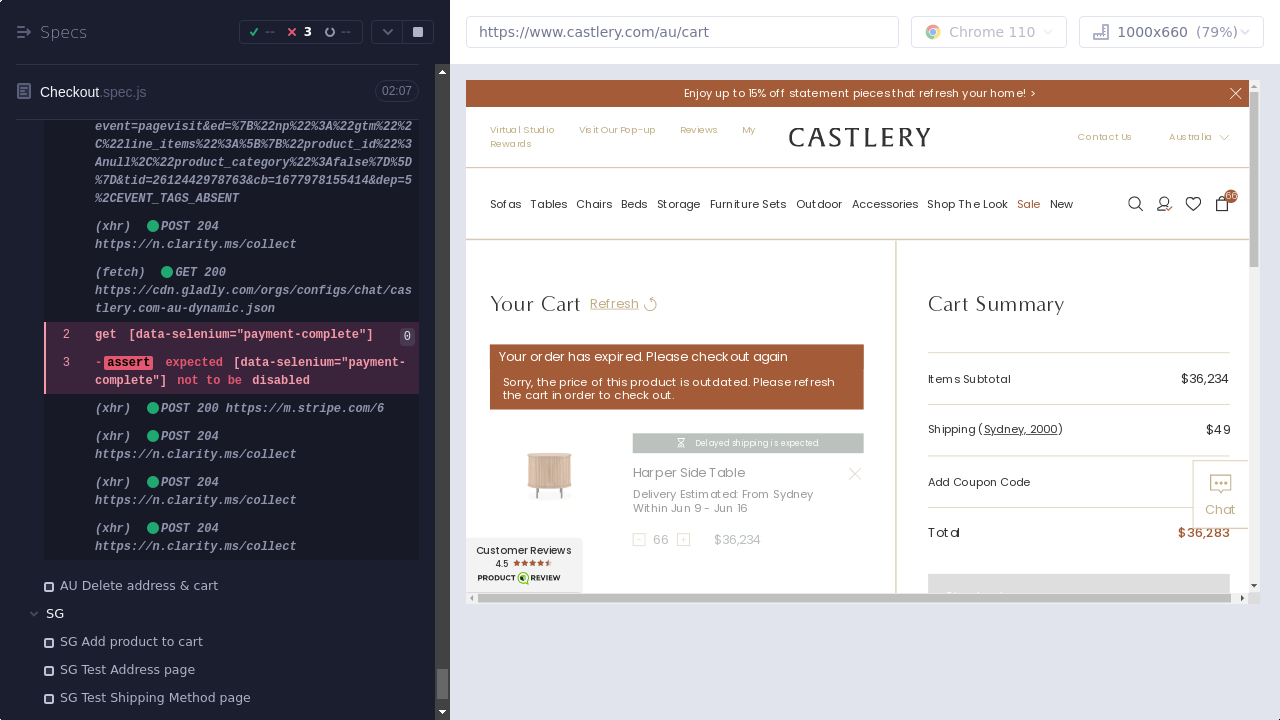 Specs
-- 3 --
Checkout.spec.js
02:07
event=pagevisit&ed=%7B%22np%22%3A%22gtm%22%2
C%22line_items%22%3A%5B%7B%22product_id%22%3
Anull%2C%22product_category%22%3Afalse%7D%5D
%7D&tid=2612442978763&cb=1677978155414&dep=5
%2CEVENT_TAGS_ABSENT
(xhr) POST 204
https://n.clarity.ms/collect
(fetch) GET 200
https://cdn.gladly.com/orgs/configs/chat/cas
tlery.com-au-dynamic.json
2 get [data-selenium="payment-complete"] 0
3 -assert expected [data-selenium="payment-
complete"] not to be disabled
(xhr) POST 200 https://m.stripe.com/6
(xhr) POST 204
https://n.clarity.ms/collect
(xhr) POST 204
https://n.clarity.ms/collect
(xhr) POST 204
https://n.clarity.ms/collect
AU Delete address & cart
SG
SG Add product to cart
SG Test Address page
SG Test Shipping Method page
https://www.castlery.com/au/cart
Chrome 110
1000x660 (79%)
Enjoy up to 15% off statement pieces that refresh your home! >
Virtual Studio Visit Our Pop-up Reviews My
Rewards
CASTLERY
Contact Us Australia
Sofas Tables Chairs Beds Storage Furniture Sets Outdoor Accessories Shop The Look Sale New
66
Your Cart Refresh
Your order has expired. Please checkout again
Sorry, the price of this product is outdated. Please refresh
the cart in order to check out.
Delayed shipping is expected.
Harper Side Table
Delivery Estimated: From Sydney
Within Jun 9 - Jun 16
- 66 + $36,234
Customer Reviews
4.5
PRODUCT REVIEW
Cart Summary
Items Subtotal $36,234
Shipping (Sydney, 2000) $49
Add Coupon Code
Total $36,283
Chat